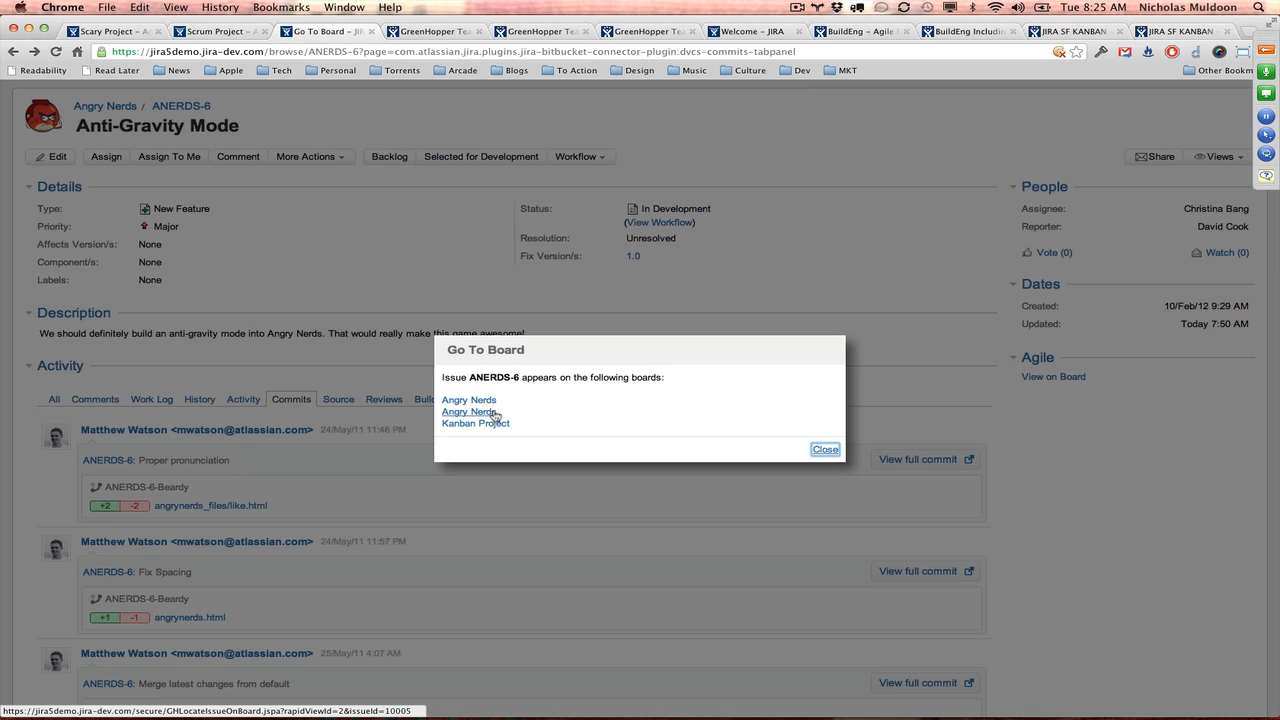 Chrome File Edit View History Bookmarks Window Help Tue 8:25 AM Nicholas Muldoon
Scary Project - A Scrum Project - A Go To Board - JIR GreenHopper Tea GreenHopper Tea GreenHopper Tea Welcome - JIRA BuildEng - Agile BuildEng Includin JIRA SF KANBAN JIRA SF KANBAN
https://jira5demo.jira-dev.com/browse/ANERDS-6?page=com.atlassian.jira.plugins.jira-bitbucket-connector-plugin:dvcs-commits-tabpanel
Readability Read Later News Apple Tech Personal Torrents Arcade Blogs To Action Design Music Culture Dev MKT Other Bookm
Angry Nerds / ANERDS-6
Anti-Gravity Mode
Edit Assign Assign To Me Comment More Actions Backlog Selected for Development Workflow Share Views
Details
Type: New Feature
Priority: Major
Affects Version/s: None
Component/s: None
Labels: None
Status: In Development
(View Workflow)
Resolution: Unresolved
Fix Version/s: 1.0
People
Assignee: Christina Bang
Reporter: David Cook
Vote (0) Watch (0)
Dates
Created: 10/Feb/12 9:29 AM
Updated: Today 7:50 AM
Agile
View on Board
Description
We should definitely build an anti-gravity mode into Angry Nerds. That would really make this game awesome!
Activity
All Comments Work Log History Activity Commits Source Reviews Buil
Go To Board
Issue ANERDS-6 appears on the following boards:
Angry Nerds
Angry Nerds
Kanban Project
Close
Matthew Watson <mwatson@atlassian.com> 24/May/11 11:46 PM
ANERDS-6: Proper pronunciation View full commit
ANERDS-6-Beardy
+2 -2 angrynerds_files/like.html
Matthew Watson <mwatson@atlassian.com> 24/May/11 11:57 PM
ANERDS-6: Fix Spacing View full commit
ANERDS-6-Beardy
+1 -1 angrynerds.html
Matthew Watson <mwatson@atlassian.com> 25/May/11 4:07 AM
ANERDS-6: Merge latest changes from default View full commit
https://jira5demo.jira-dev.com/secure/GHLocateIssueOnBoard.jspa?rapidViewId=2&issueId=10005